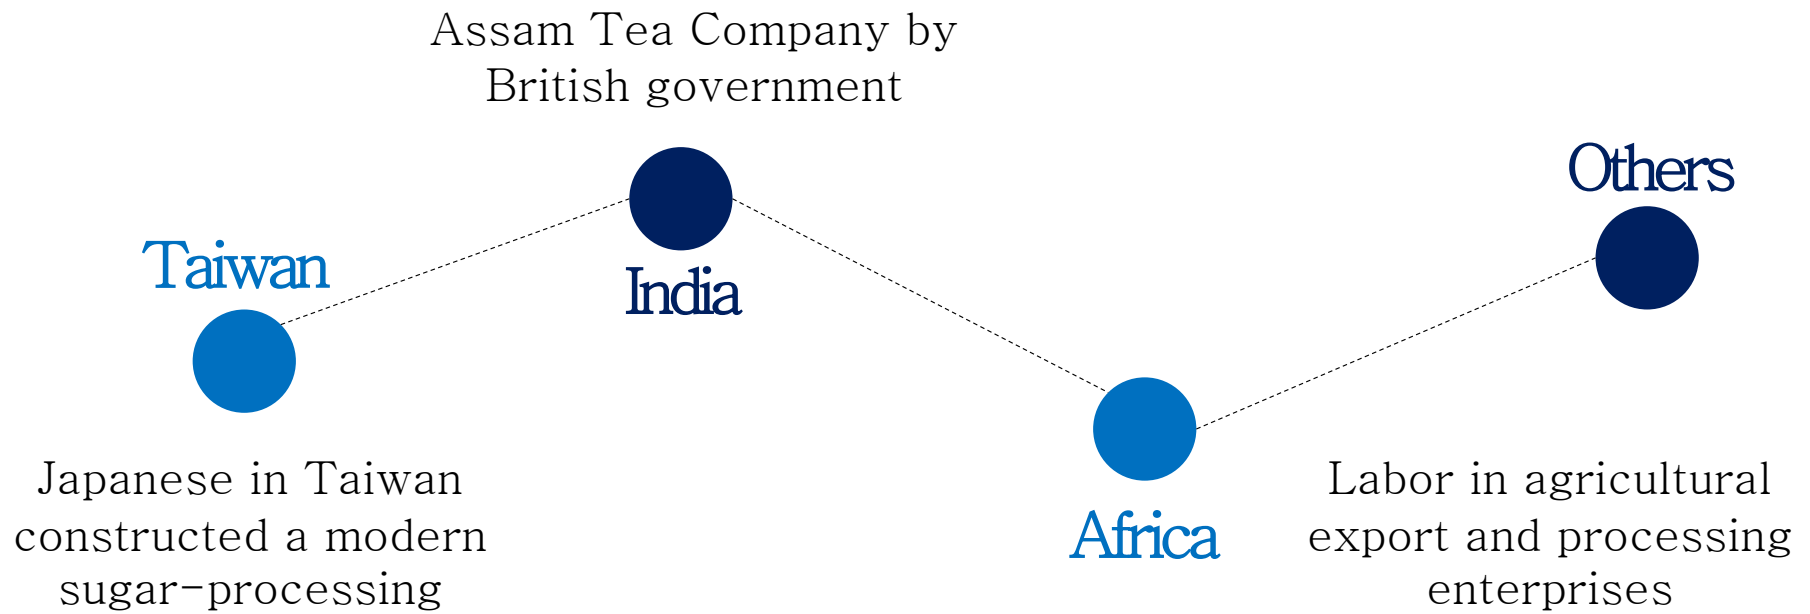 Assam Tea Company by
British government
Taiwan
India
Others
Africa
Japanese in Taiwan
constructed a modern
sugar-processing
Labor in agricultural
export and processing
enterprises